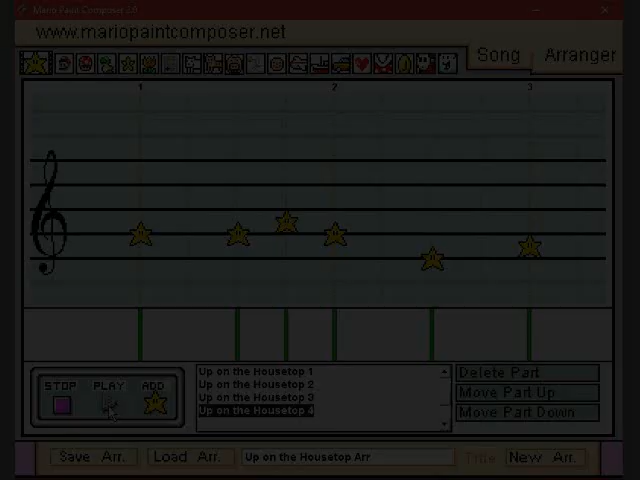 Mario Paint Composer 2.0
www.mariopaintcomposer.net
Song Arranger
1 2 3
STOP PLAY ADD
Up on the Housetop 1
Up on the Housetop 2
Up on the Housetop 3
Up on the Housetop 4
Delete Part
Move Part Up
Move Part Down
Save Arr. Load Arr. Up on the Housetop Arr Title New Arr.